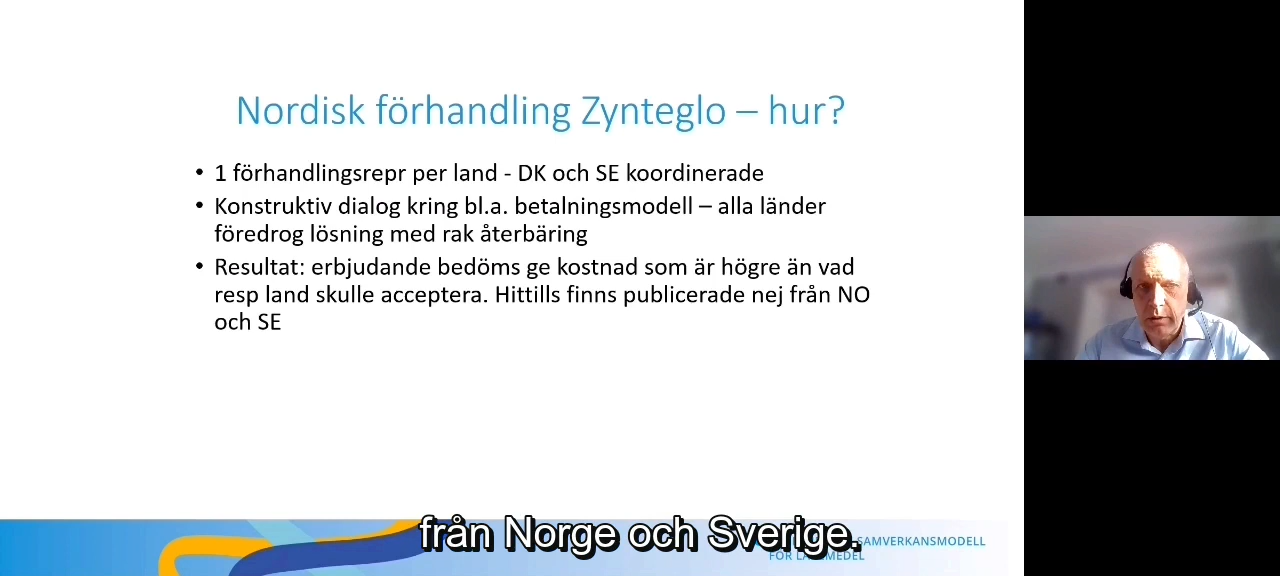 Nordisk förhandling Zynteglo – hur?
• 1 förhandlingsrepr per land - DK och SE koordinerade
• Konstruktiv dialog kring bl.a. betalningsmodell – alla länder
föredrog lösning med rak återbäring
• Resultat: erbjudande bedöms ge kostnad som är högre än vad
resp land skulle acceptera. Hittills finns publicerade nej från NO
och SE
från Norge och Sverige.
SAMVERKANSMODELL
FÖR LÄKEMEDEL